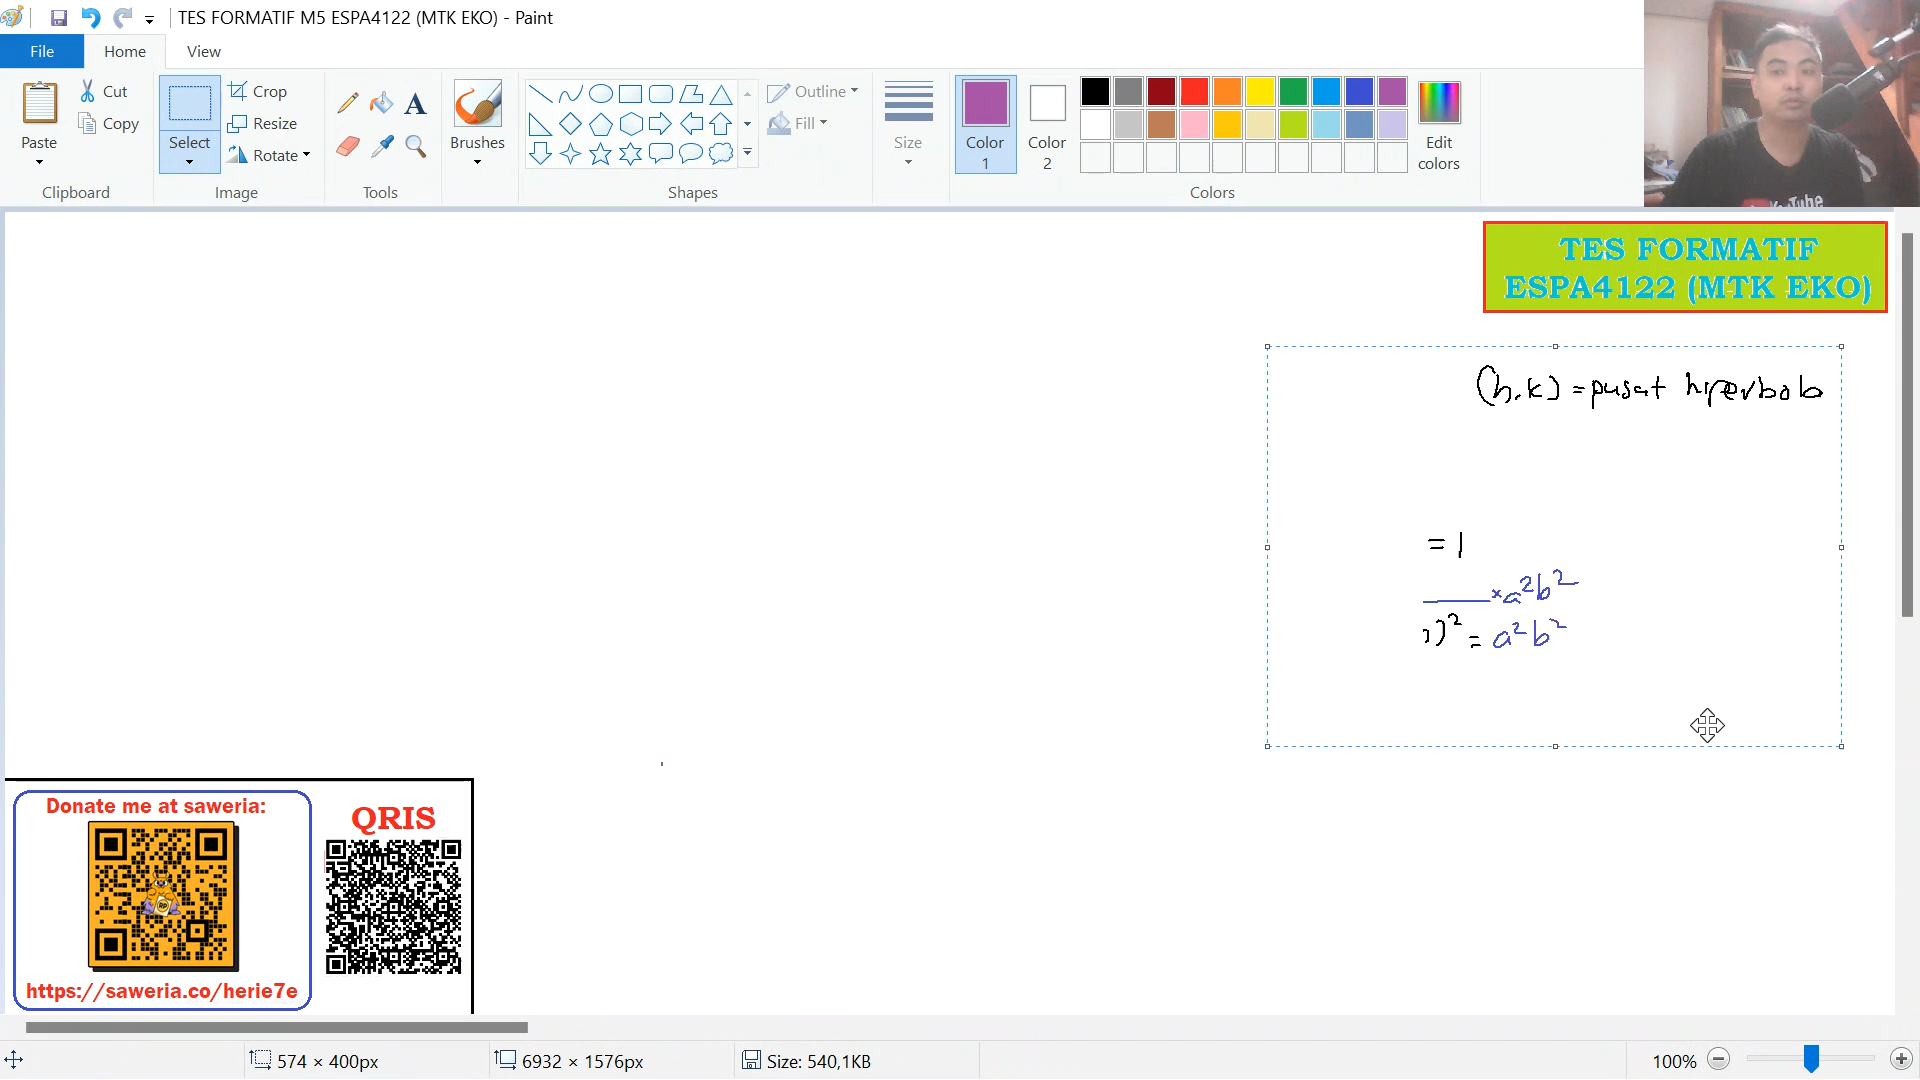 TES FORMATIF M5 ESPA4122 (MTK EKO) - Paint
File
Home
View
Paste
Cut
Copy
Clipboard
Select
Crop
Resize
Rotate
Image
Tools
Brushes
Shapes
Outline
Fill
Size
Color
1
Color
2
Edit
colors
Colors
YouTube
TES FORMATIF
ESPA4122 (MTK EKO)
(h,k) = pusat hiperbola
= 1
× a²b²
)² = a²b²
Donate me at saweria:
https://saweria.co/herie7e
QRIS
574 × 400px
6932 × 1576px
Size: 540,1KB
100%